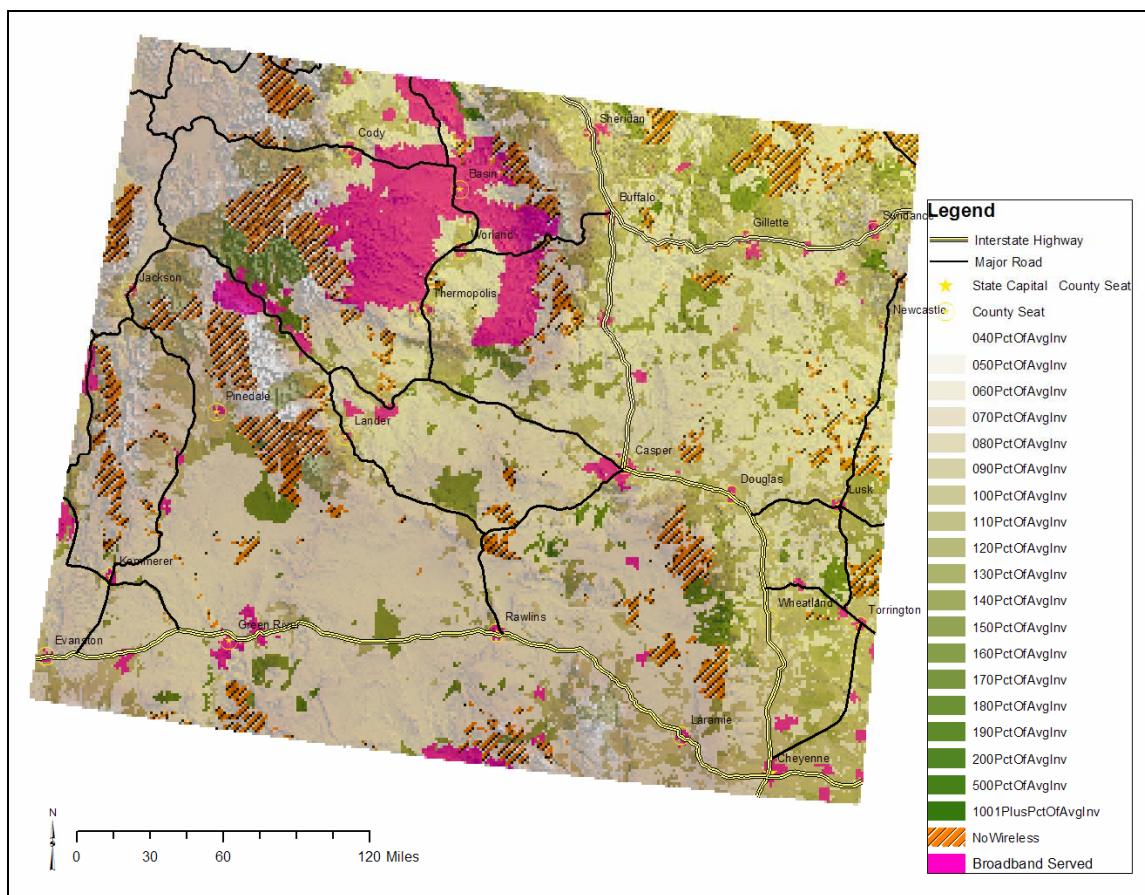 Sheridan
Cody
Basin
Buffalo
Sundance
Gillette
Worland
Jackson
Thermopolis
Newcastle
Pinedale
Lander
Casper
Douglas
Lusk
Kemmerer
Wheatland
Torrington
Green River
Rawlins
Evanston
Laramie
Cheyenne
N
0 30 60 120 Miles
Legend
Interstate Highway
Major Road
State Capital County Seat
County Seat
040PctOfAvgInv
050PctOfAvgInv
060PctOfAvgInv
070PctOfAvgInv
080PctOfAvgInv
090PctOfAvgInv
100PctOfAvgInv
110PctOfAvgInv
120PctOfAvgInv
130PctOfAvgInv
140PctOfAvgInv
150PctOfAvgInv
160PctOfAvgInv
170PctOfAvgInv
180PctOfAvgInv
190PctOfAvgInv
200PctOfAvgInv
500PctOfAvgInv
1001PlusPctOfAvgInv
NoWireless
Broadband Served